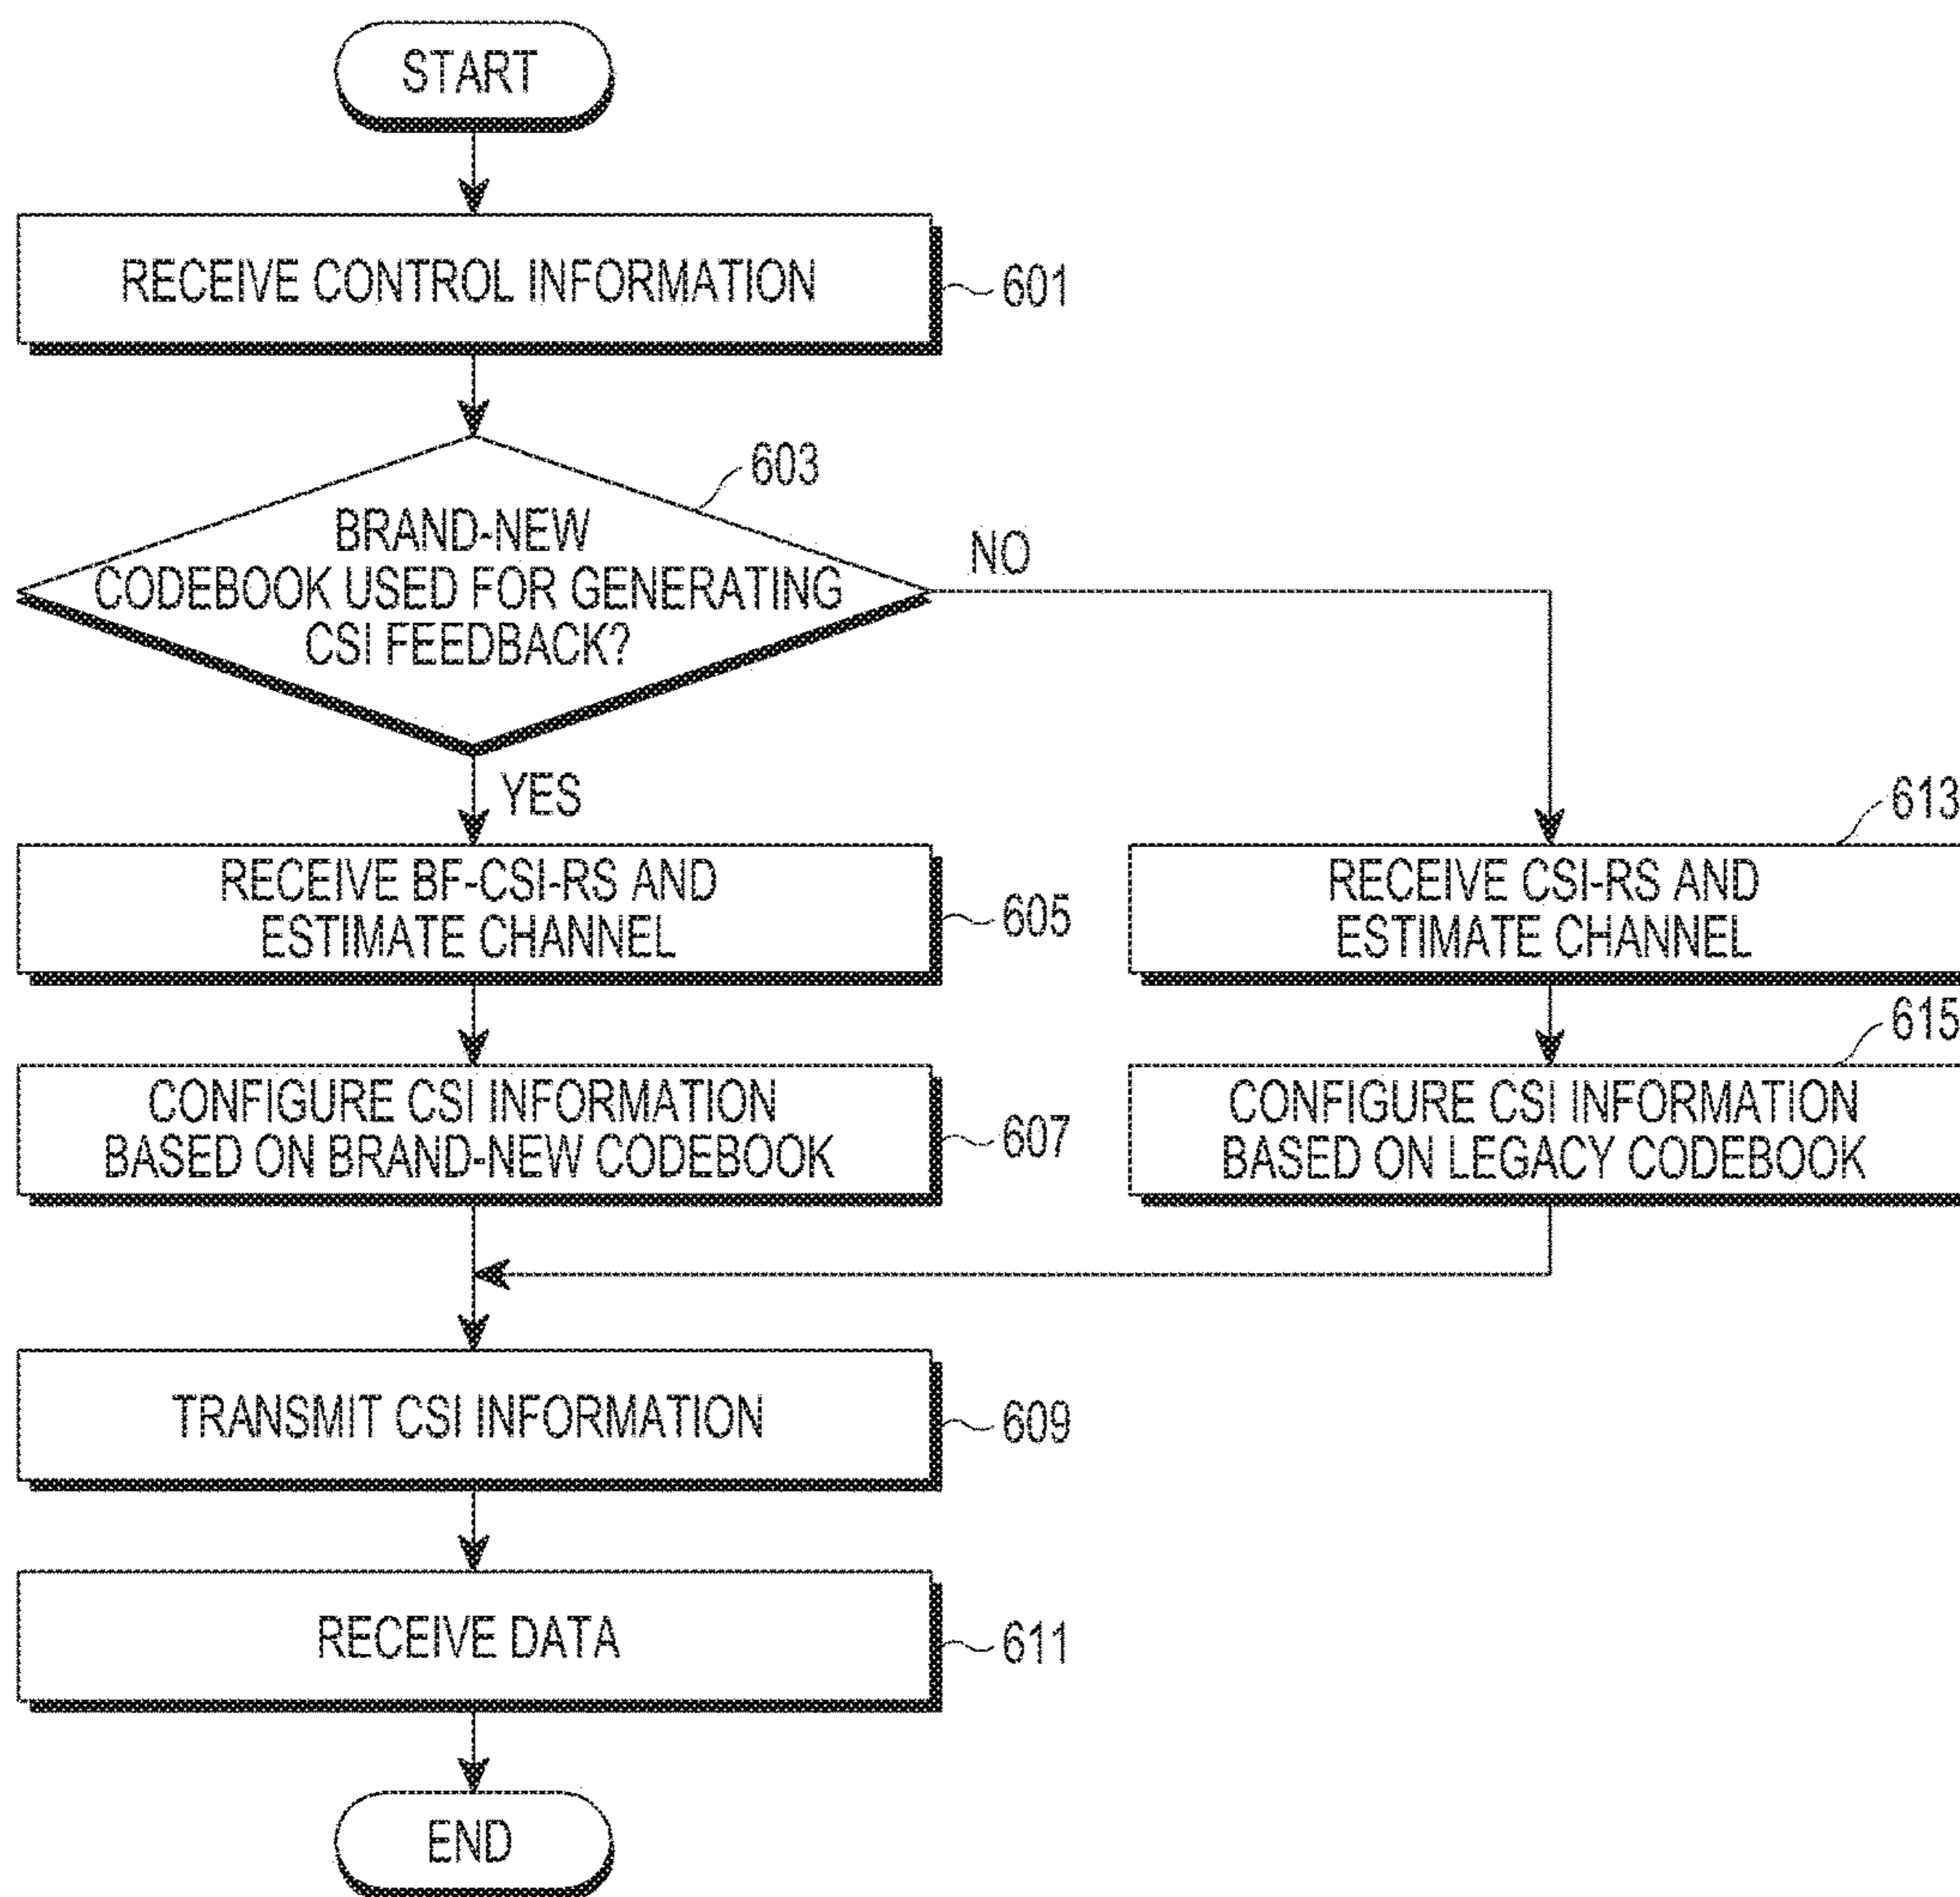 START
RECEIVE CONTROL INFORMATION
601
603
BRAND-NEW
CODEBOOK USED FOR GENERATING
CSI FEEDBACK?
NO
YES
RECEIVE BF-CSI-RS AND
ESTIMATE CHANNEL
605
613
RECEIVE CSI-RS AND
ESTIMATE CHANNEL
CONFIGURE CSI INFORMATION
BASED ON BRAND-NEW CODEBOOK
607
615
CONFIGURE CSI INFORMATION
BASED ON LEGACY CODEBOOK
TRANSMIT CSI INFORMATION
609
RECEIVE DATA
611
END